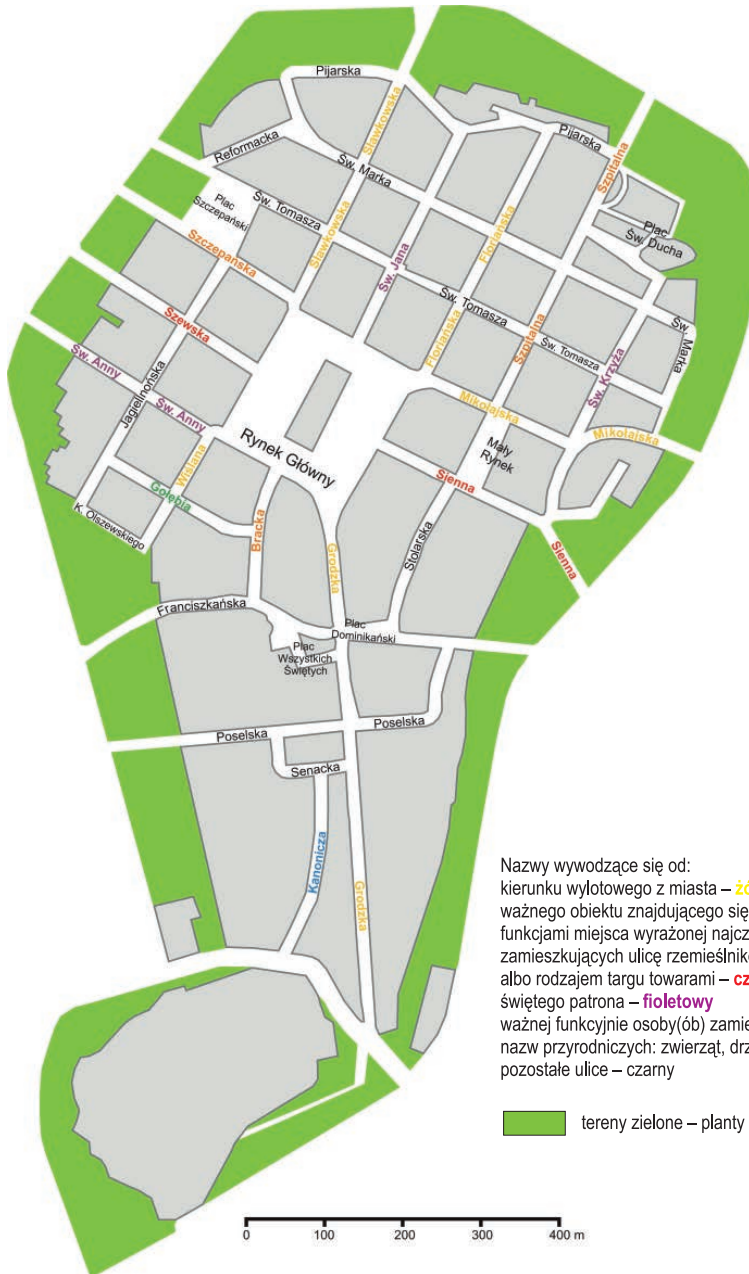 Pijarska
Pijarska
Reformacka
Sławkowska
Szpitalna
Św. Marka
Plac
Szczepański
Św. Tomasza
Plac
Św. Ducha
Szczepańska
Sławkowska
Św. Jana
Floriańska
Św. Tomasza
Św. Marka
Szewska
Floriańska
Szpitalna
Św. Tomasza
Św. Krzyża
Św. Anny
Jagiellnońska
Św. Anny
Mikołajska
Mikołajska
Rynek Główny
Mały
Rynek
Wiślana
Gołębia
Sienna
K. Olszewskiego
Bracka
Grodzka
Stolarska
Sienna
Franciszkańska
Plac
Dominikański
Plac
Wszystkich
Świętych
Poselska
Poselska
Senacka
Kanonicza
Grodzka
Nazwy wywodzące się od:
kierunku wylotowego z miasta – żó
ważnego obiektu znajdującego się
funkcjami miejsca wyrażonej najcz
zamieszkujących ulicę rzemieślnik
albo rodzajem targu towarami – cz
świętego patrona – fioletowy
ważnej funkcyjnie osoby(ób) zamie
nazw przyrodniczych: zwierząt, drz
pozostałe ulice – czarny
tereny zielone – planty
0 100 200 300 400 m